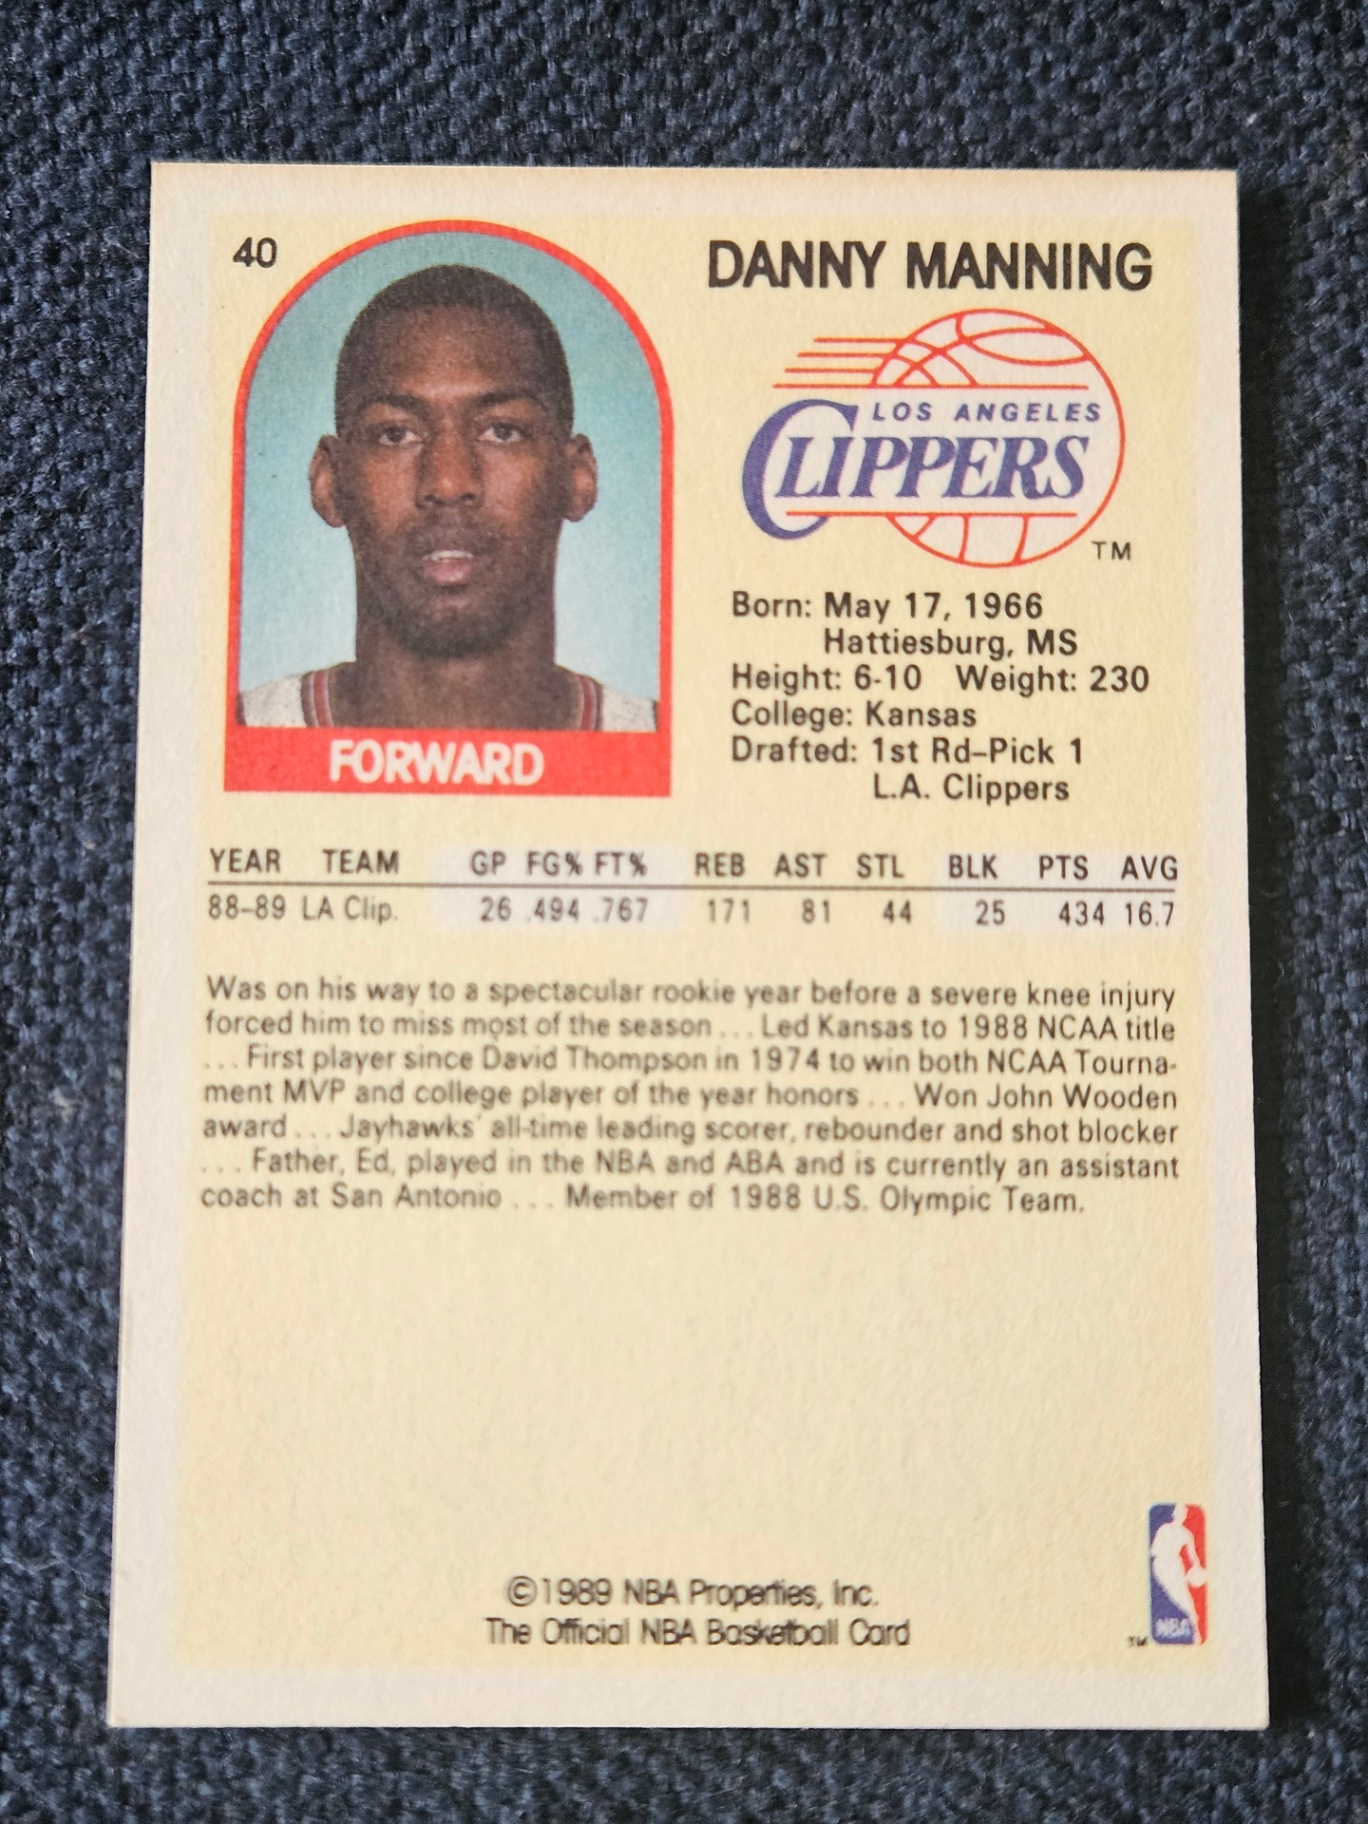 40
DANNY MANNING
LOS ANGELES
CLIPPERS
TM
Born: May 17, 1966
Hattiesburg, MS
Height: 6-10 Weight: 230
College: Kansas
Drafted: 1st Rd–Pick 1
L.A. Clippers
FORWARD
YEAR TEAM GP FG% FT% REB AST STL BLK PTS AVG
88–89 LA Clip. 26 .494 .767 171 81 44 25 434 16.7
Was on his way to a spectacular rookie year before a severe knee injury
forced him to miss most of the season . . . Led Kansas to 1988 NCAA title
. . . First player since David Thompson in 1974 to win both NCAA Tourna-
ment MVP and college player of the year honors . . . Won John Wooden
award . . . Jayhawks' all-time leading scorer, rebounder and shot blocker
. . . Father, Ed, played in the NBA and ABA and is currently an assistant
coach at San Antonio . . . Member of 1988 U.S. Olympic Team.
©1989 NBA Properties, Inc.
The Official NBA Basketball Card
TM
NBA